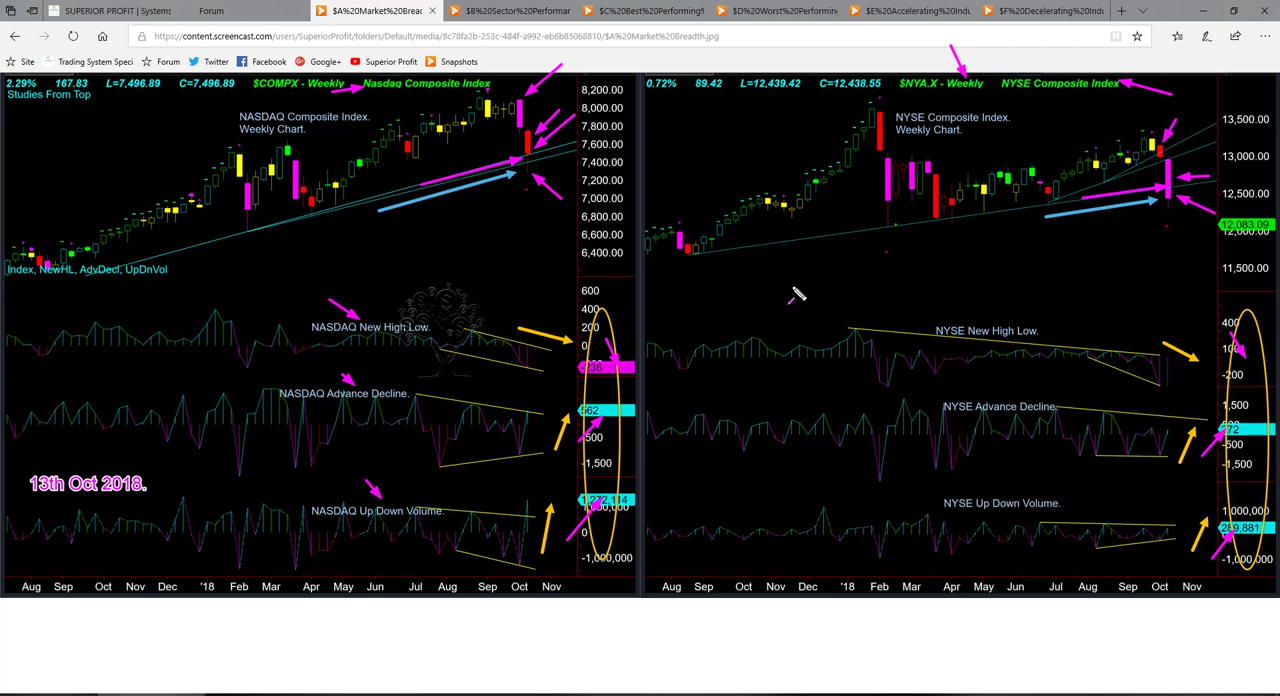 SUPERIOR PROFIT | Systems
Forum
$A%20Market%20Bread
$B%20Sector%20Performar
$C%20Best%20Performing%
$D%20Worst%20Performing
$E%20Accelerating%20Indu
$F%20Decelerating%20Indu
https://content.screencast.com/users/SuperiorProfit/folders/Default/media/8c78fa2b-253c-484f-a992-eb6b85068810/$A%20Market%20Breadth.jpg
Site
Trading System Speci
Forum
Twitter
Facebook
Google+
Superior Profit
Snapshots
2.29% 167.83 L=7,496.89 C=7,496.89 $COMPX - Weekly Nasdaq Composite Index
Studies From Top
NASDAQ Composite Index.
Weekly Chart.
8,200.00
8,000.00
7,800.00
7,600.00
7,400.00
7,200.00
7,000.00
6,800.00
6,600.00
6,400.00
Index, NewHL, AdvDecl, UpDnVol
NASDAQ New High Low.
600
400
200
0
-236
NASDAQ Advance Decline.
562
-500
-1,500
13th Oct 2018.
NASDAQ Up Down Volume.
1,272,114
1,000,000
0
-1,000,000
Aug Sep Oct Nov Dec '18 Feb Mar Apr May Jun Jul Aug Sep Oct Nov
0.72% 89.42 L=12,439.42 C=12,438.55 $NYA.X - Weekly NYSE Composite Index
NYSE Composite Index.
Weekly Chart.
13,500.00
13,000.00
12,500.00
12,083.09
12,000.00
11,500.00
NYSE New High Low.
400
100
-200
NYSE Advance Decline.
1,500
-500
-1,500
NYSE Up Down Volume.
1000,000
289,881
-1,000,000
Aug Sep Oct Nov Dec '18 Feb Mar Apr May Jun Jul Aug Sep Oct Nov